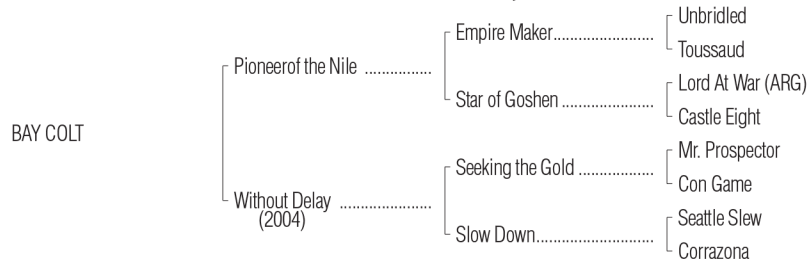 Unbridled
Empire Maker........................
Toussaud
Pioneerof the Nile ................
Lord At War (ARG)
Star of Goshen ......................
Castle Eight
BAY COLT
Mr. Prospector
Seeking the Gold ..................
Con Game
Without Delay ......................
(2004)
Seattle Slew
Slow Down............................
Corrazona